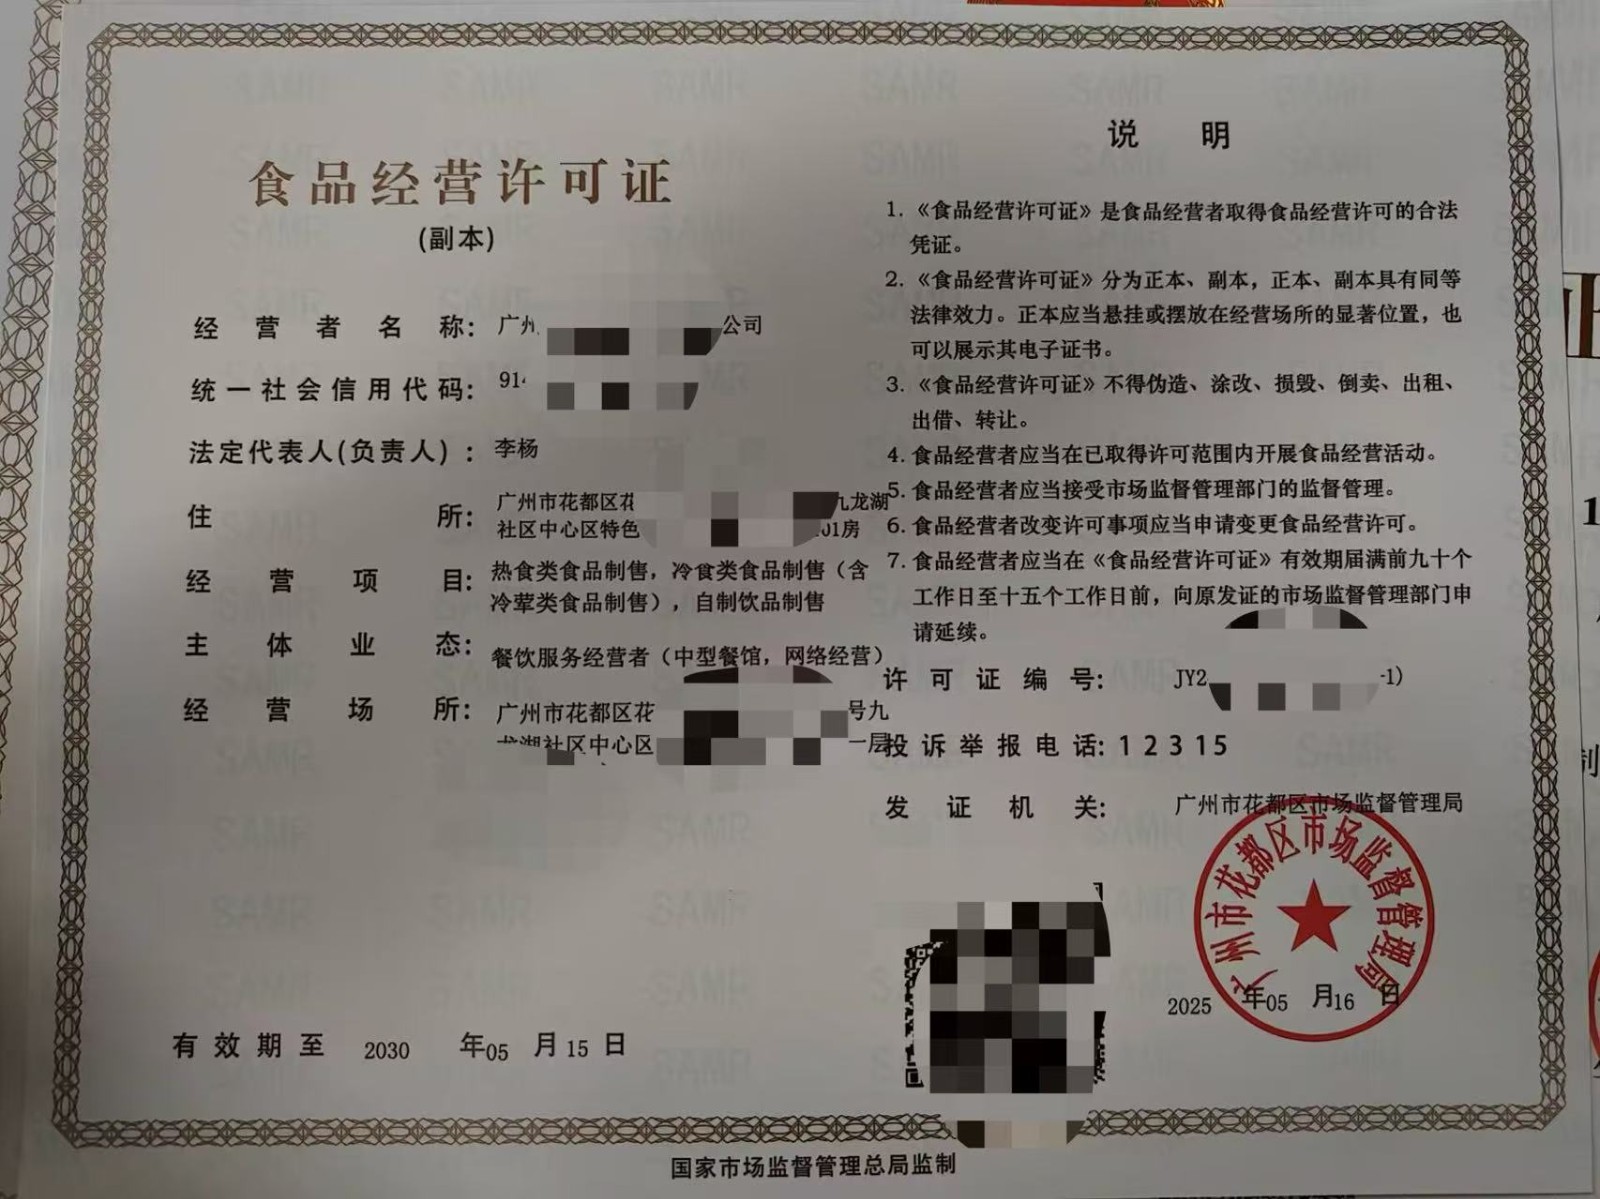 食品经营许可证
(副本)
经营者名称: 广州 公司
统一社会信用代码: 91
法定代表人(负责人): 李杨
住所: 广州市花都区花 九龙湖
社区中心区特色 01房
经营项目: 热食类食品制售，冷食类食品制售（含
冷荤类食品制售），自制饮品制售
主体业态: 餐饮服务经营者（中型餐馆，网络经营）
经营场所: 广州市花都区花 号九
龙湖社区中心区 一层
有效期至 2030 年05 月15 日
说 明
1.《食品经营许可证》是食品经营者取得食品经营许可的合法
凭证。
2.《食品经营许可证》分为正本、副本，正本、副本具有同等
法律效力。正本应当悬挂或摆放在经营场所的显著位置，也
可以展示其电子证书。
3.《食品经营许可证》不得伪造、涂改、损毁、倒卖、出租、
出借、转让。
4.食品经营者应当在已取得许可范围内开展食品经营活动。
5.食品经营者应当接受市场监督管理部门的监督管理。
6.食品经营者改变许可事项应当申请变更食品经营许可。
7.食品经营者应当在《食品经营许可证》有效期届满前九十个
工作日至十五个工作日前，向原发证的市场监督管理部门申
请延续。
许可证编号: JY2 -1)
投诉举报电话: 12315
发证机关: 广州市花都区市场监督管理局
广州市花都区市场监督管理局
2025 年05 月16 日
国家市场监督管理总局监制